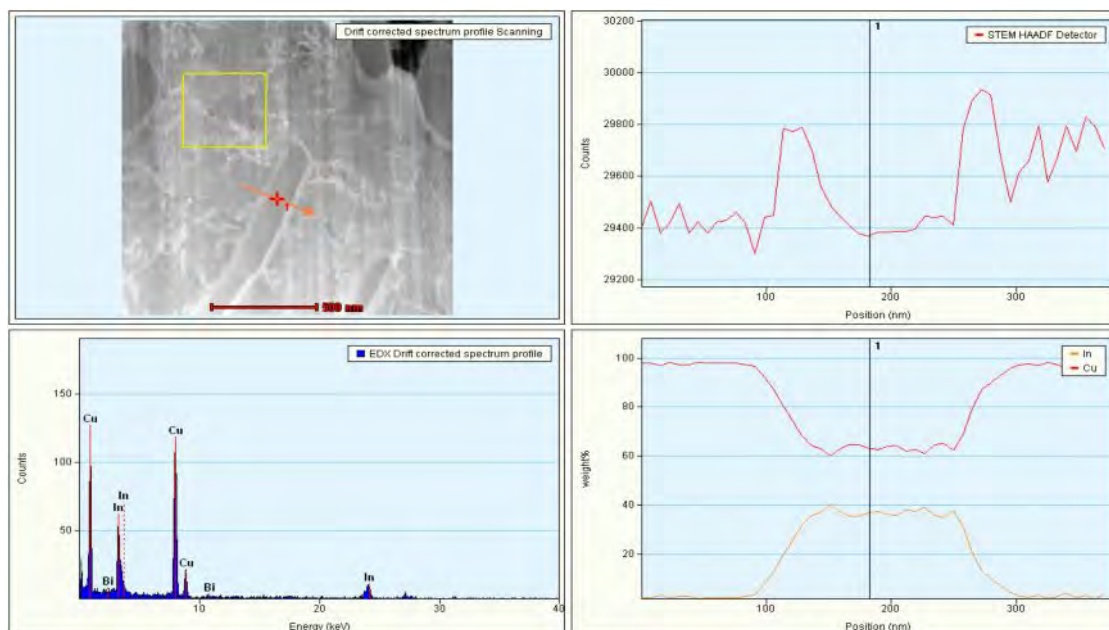 Drift corrected spectrum profile Scanning
1
500 nm
30200
30000
29800
29600
29400
29200
Counts
1
STEM HAADF Detector
100
200
300
Position (nm)
EDX Drift corrected spectrum profile
150
100
50
Counts
Cu
Bi
In
In
Cu
Cu
Bi
In
10
20
30
40
Energy (keV)
100
80
60
40
20
weight%
1
In
Cu
100
200
300
Position (nm)